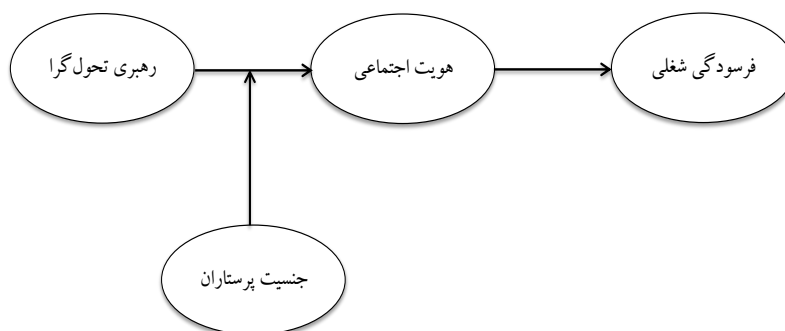 رهبری تحول‌گرا
هویت اجتماعی
فرسودگی شغلی
جنسیت پرستاران